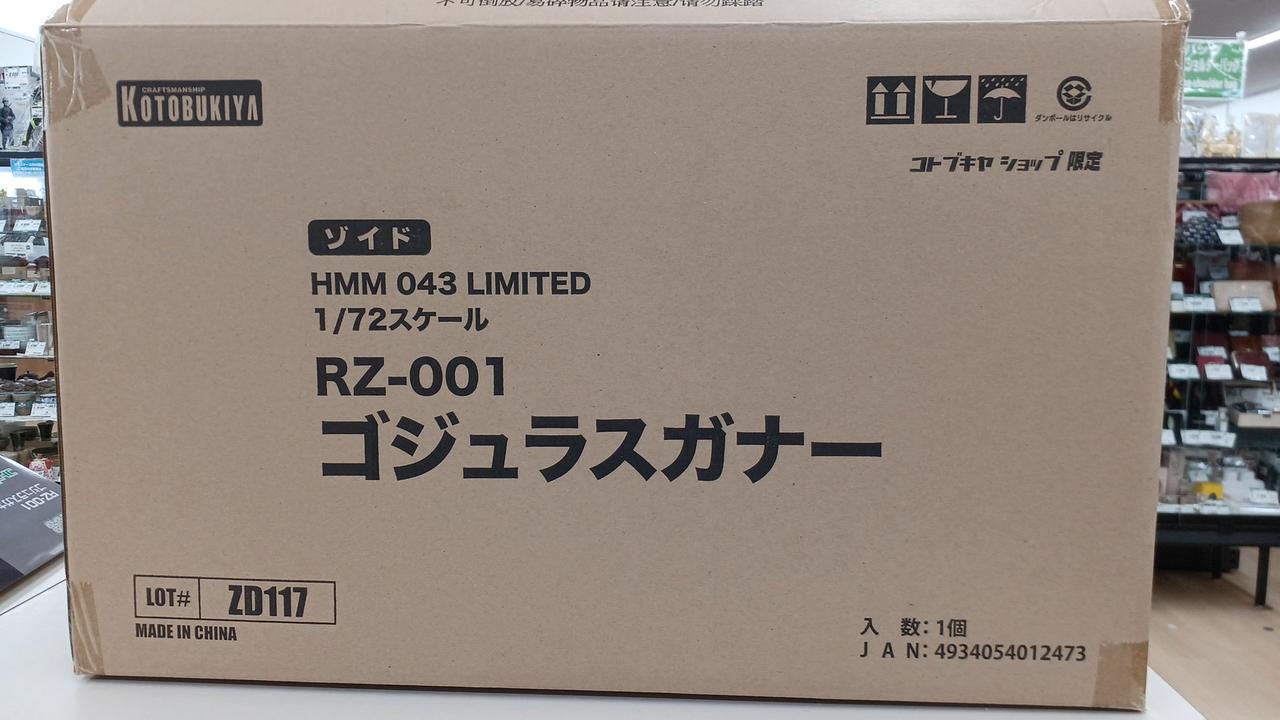 CRAFTSMANSHIP
KOTOBUKIYA
ダンボールはリサイクル
コトブキヤ ショップ 限定
ゾイド
HMM 043 LIMITED
1/72スケール
RZ-001
ゴジュラスガナー
LOT# ZD117
MADE IN CHINA
入 数: 1個
J A N: 4934054012473
RZ-001